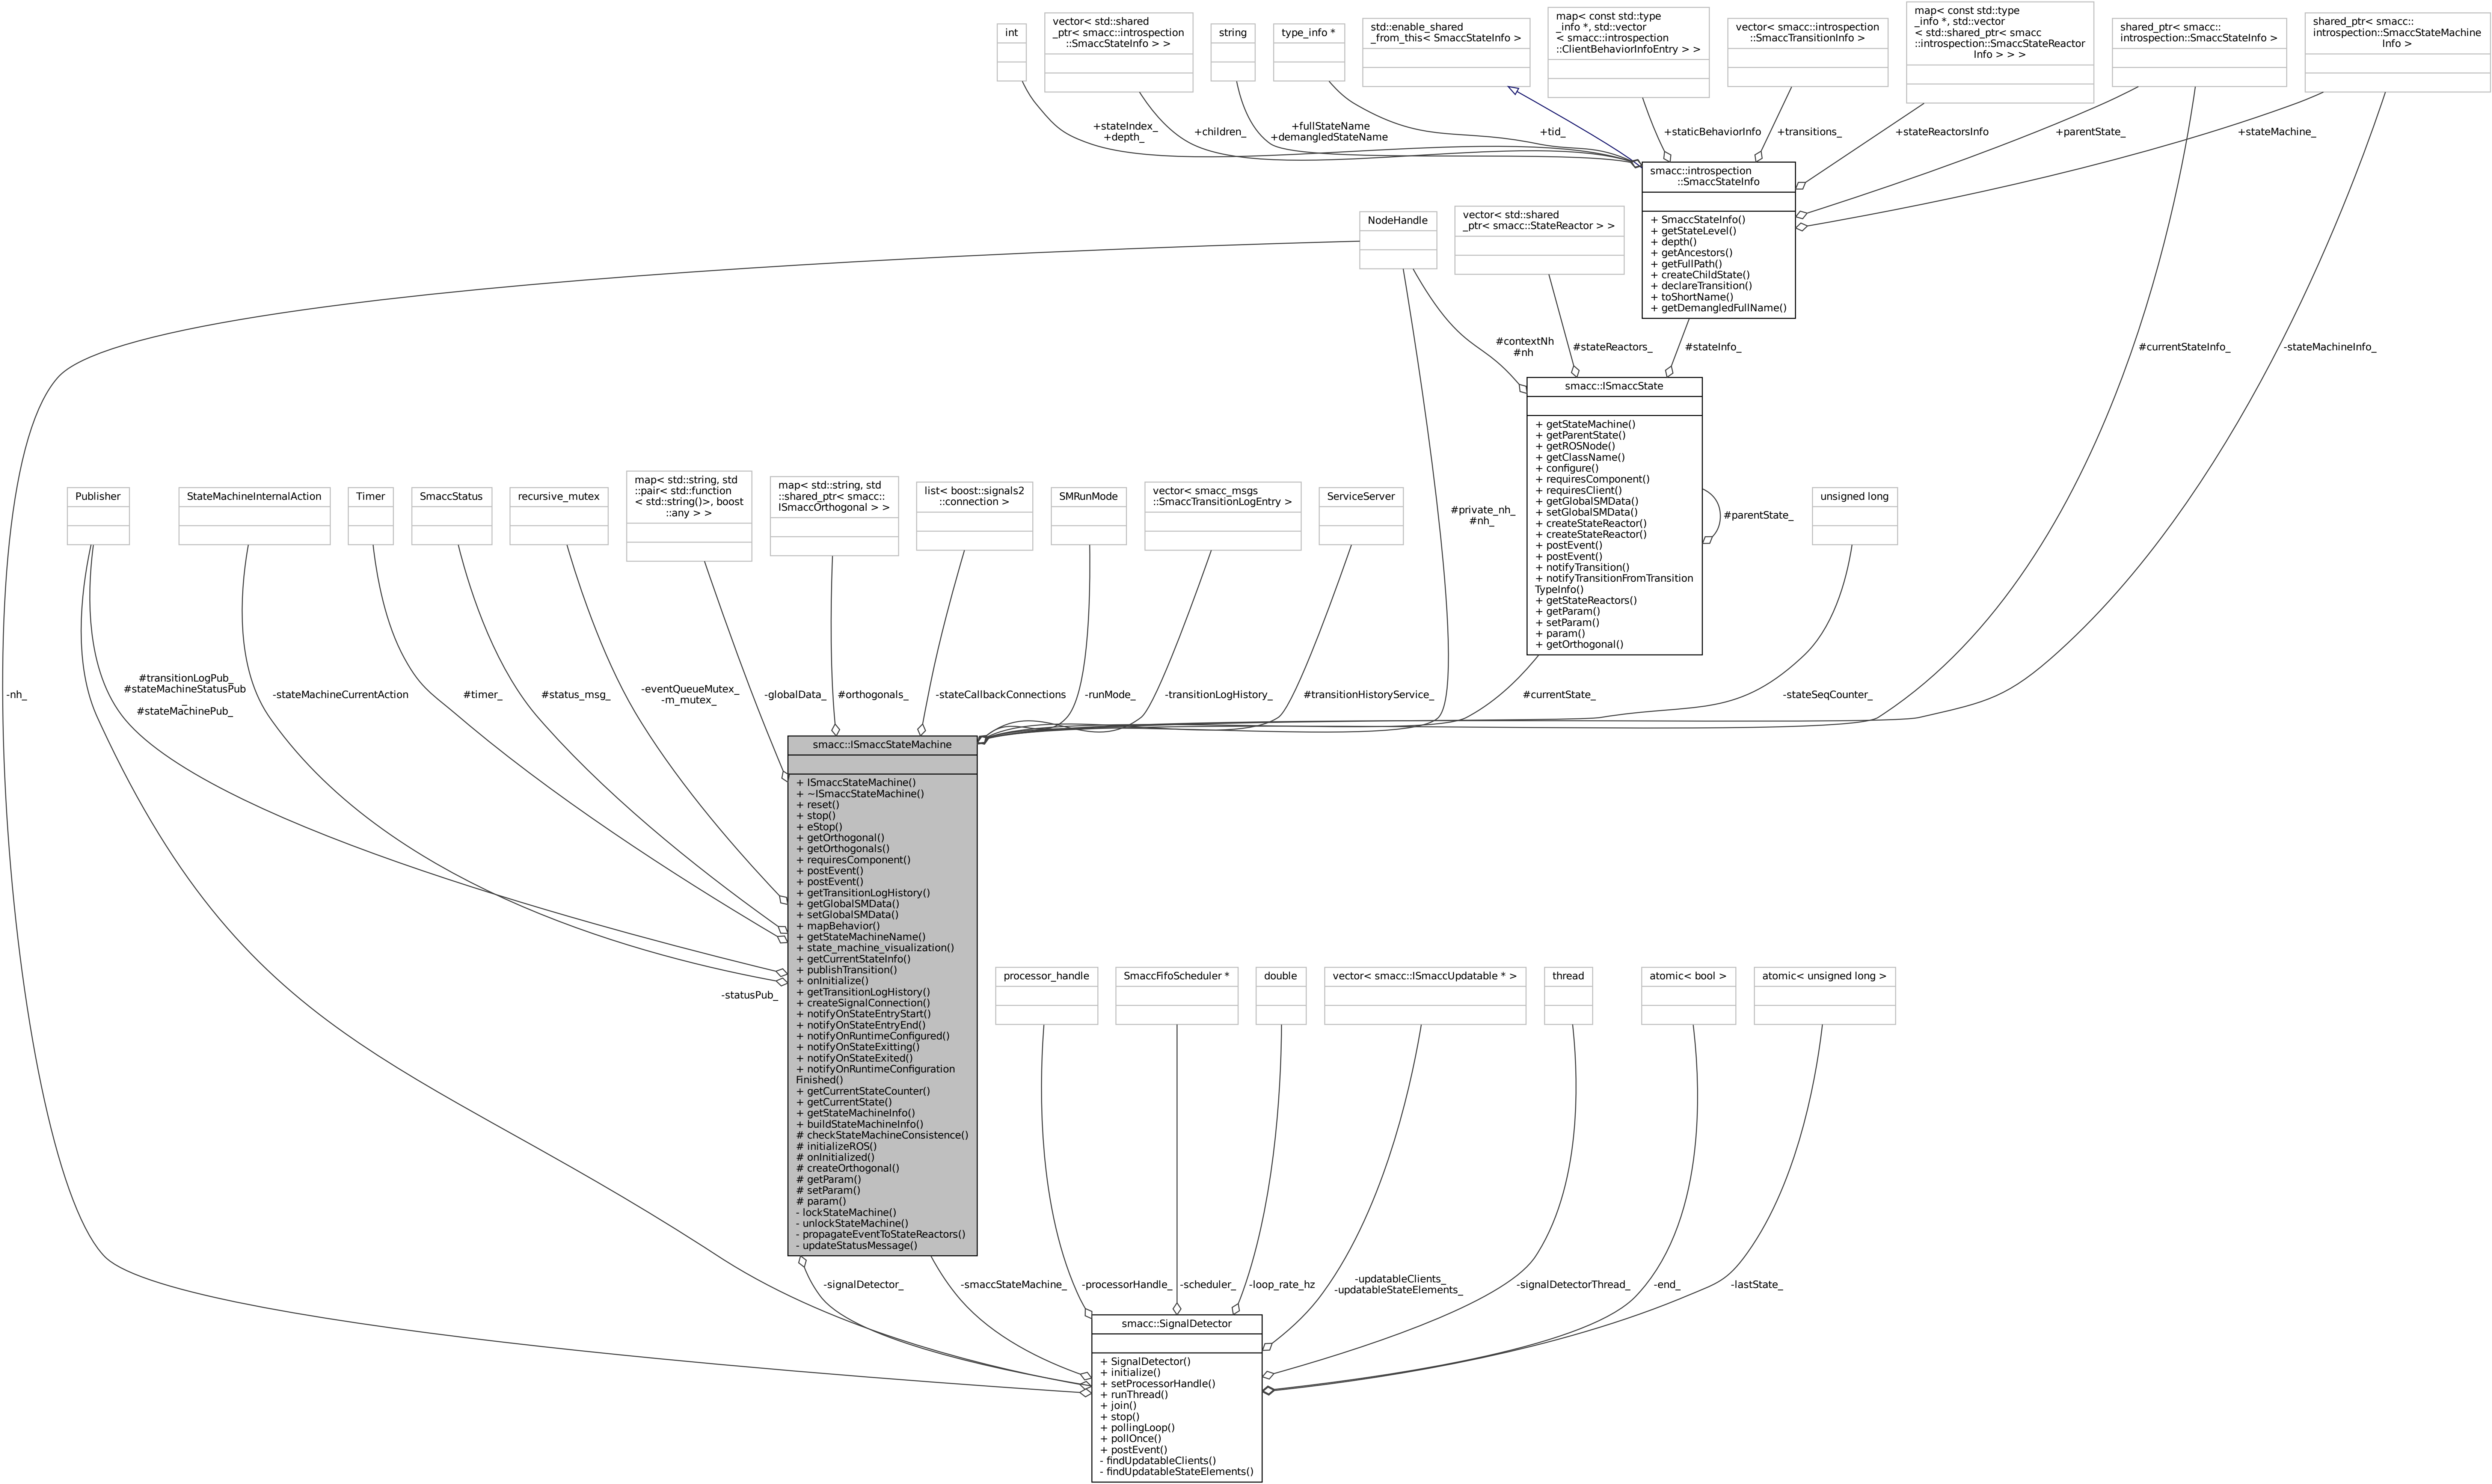 int
vector< std::shared
_ptr< smacc::introspection
::SmaccStateInfo > >
string
type_info *
std::enable_shared
_from_this< SmaccStateInfo >
map< const std::type
_info *, std::vector
< smacc::introspection
::ClientBehaviorInfoEntry > >
vector< smacc::introspection
::SmaccTransitionInfo >
map< const std::type
_info *, std::vector
< std::shared_ptr< smacc
::introspection::SmaccStateReactor
Info > > >
shared_ptr< smacc::
introspection::SmaccStateInfo >
shared_ptr< smacc::
introspection::SmaccStateMachine
Info >
+stateIndex_
+depth_
+children_
+fullStateName
+demangledStateName
+tid_
+staticBehaviorInfo
+transitions_
+stateReactorsInfo
+parentState_
+stateMachine_
smacc::introspection
::SmaccStateInfo
+ SmaccStateInfo()
+ getStateLevel()
+ depth()
+ getAncestors()
+ getFullPath()
+ createChildState()
+ declareTransition()
+ toShortName()
+ getDemangledFullName()
NodeHandle
vector< std::shared
_ptr< smacc::StateReactor > >
#contextNh
#nh
#stateReactors_
#stateInfo_
#currentStateInfo_
-stateMachineInfo_
smacc::ISmaccState
+ getStateMachine()
+ getParentState()
+ getROSNode()
+ getClassName()
+ configure()
+ requiresComponent()
+ requiresClient()
+ getGlobalSMData()
+ setGlobalSMData()
+ createStateReactor()
+ createStateReactor()
+ postEvent()
+ postEvent()
+ notifyTransition()
+ notifyTransitionFromTransition
TypeInfo()
+ getStateReactors()
+ getParam()
+ setParam()
+ param()
+ getOrthogonal()
#parentState_
unsigned long
Publisher
StateMachineInternalAction
Timer
SmaccStatus
recursive_mutex
map< std::string, std
::pair< std::function
< std::string()>, boost
::any > >
map< std::string, std
::shared_ptr< smacc::
ISmaccOrthogonal > >
list< boost::signals2
::connection >
SMRunMode
vector< smacc_msgs
::SmaccTransitionLogEntry >
ServiceServer
#private_nh_
#nh_
-nh_
#transitionLogPub_
#stateMachineStatusPub
_
#stateMachinePub_
-stateMachineCurrentAction
#timer_
#status_msg_
-eventQueueMutex_
-m_mutex_
-globalData_
#orthogonals_
-stateCallbackConnections
-runMode_
-transitionLogHistory_
#transitionHistoryService_
#currentState_
-stateSeqCounter_
smacc::ISmaccStateMachine
+ ISmaccStateMachine()
+ ~ISmaccStateMachine()
+ reset()
+ stop()
+ eStop()
+ getOrthogonal()
+ getOrthogonals()
+ requiresComponent()
+ postEvent()
+ postEvent()
+ getTransitionLogHistory()
+ getGlobalSMData()
+ setGlobalSMData()
+ mapBehavior()
+ getStateMachineName()
+ state_machine_visualization()
+ getCurrentStateInfo()
+ publishTransition()
+ onInitialize()
+ getTransitionLogHistory()
+ createSignalConnection()
+ notifyOnStateEntryStart()
+ notifyOnStateEntryEnd()
+ notifyOnRuntimeConfigured()
+ notifyOnStateExitting()
+ notifyOnStateExited()
+ notifyOnRuntimeConfiguration
Finished()
+ getCurrentStateCounter()
+ getCurrentState()
+ getStateMachineInfo()
+ buildStateMachineInfo()
# checkStateMachineConsistence()
# initializeROS()
# onInitialized()
# createOrthogonal()
# getParam()
# setParam()
# param()
- lockStateMachine()
- unlockStateMachine()
- propagateEventToStateReactors()
- updateStatusMessage()
-statusPub_
processor_handle
SmaccFifoScheduler *
double
vector< smacc::ISmaccUpdatable * >
thread
atomic< bool >
atomic< unsigned long >
-signalDetector_
-smaccStateMachine_
-processorHandle_
-scheduler_
-loop_rate_hz
-updatableClients_
-updatableStateElements_
-signalDetectorThread_
-end_
-lastState_
smacc::SignalDetector
+ SignalDetector()
+ initialize()
+ setProcessorHandle()
+ runThread()
+ join()
+ stop()
+ pollingLoop()
+ pollOnce()
+ postEvent()
- findUpdatableClients()
- findUpdatableStateElements()